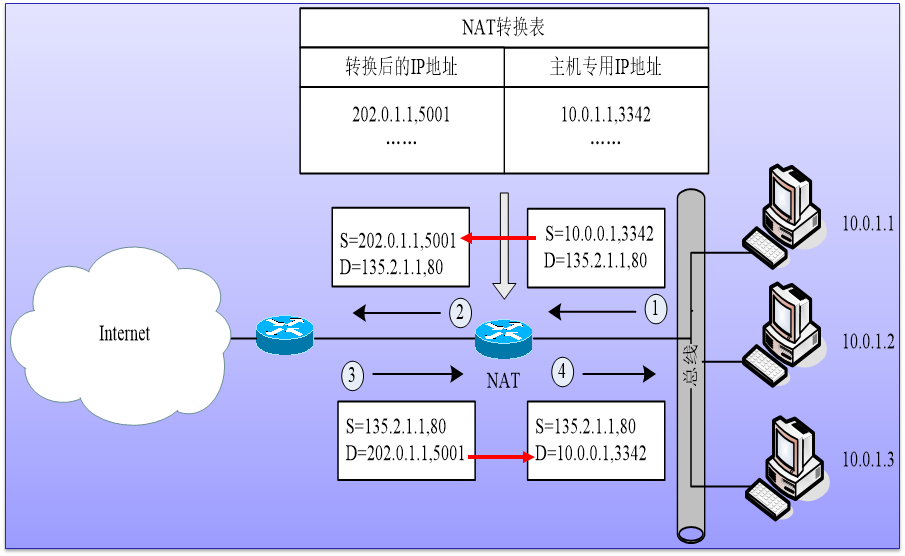 NAT转换表
转换后的IP地址
主机专用IP地址
202.0.1.1,5001
10.0.1.1,3342
……
……
S=202.0.1.1,5001
D=135.2.1.1,80
S=10.0.0.1,3342
D=135.2.1.1,80
10.0.1.1
②
①
Internet
NAT
10.0.1.2
总线
③
④
S=135.2.1.1,80
D=202.0.1.1,5001
S=135.2.1.1,80
D=10.0.0.1,3342
10.0.1.3